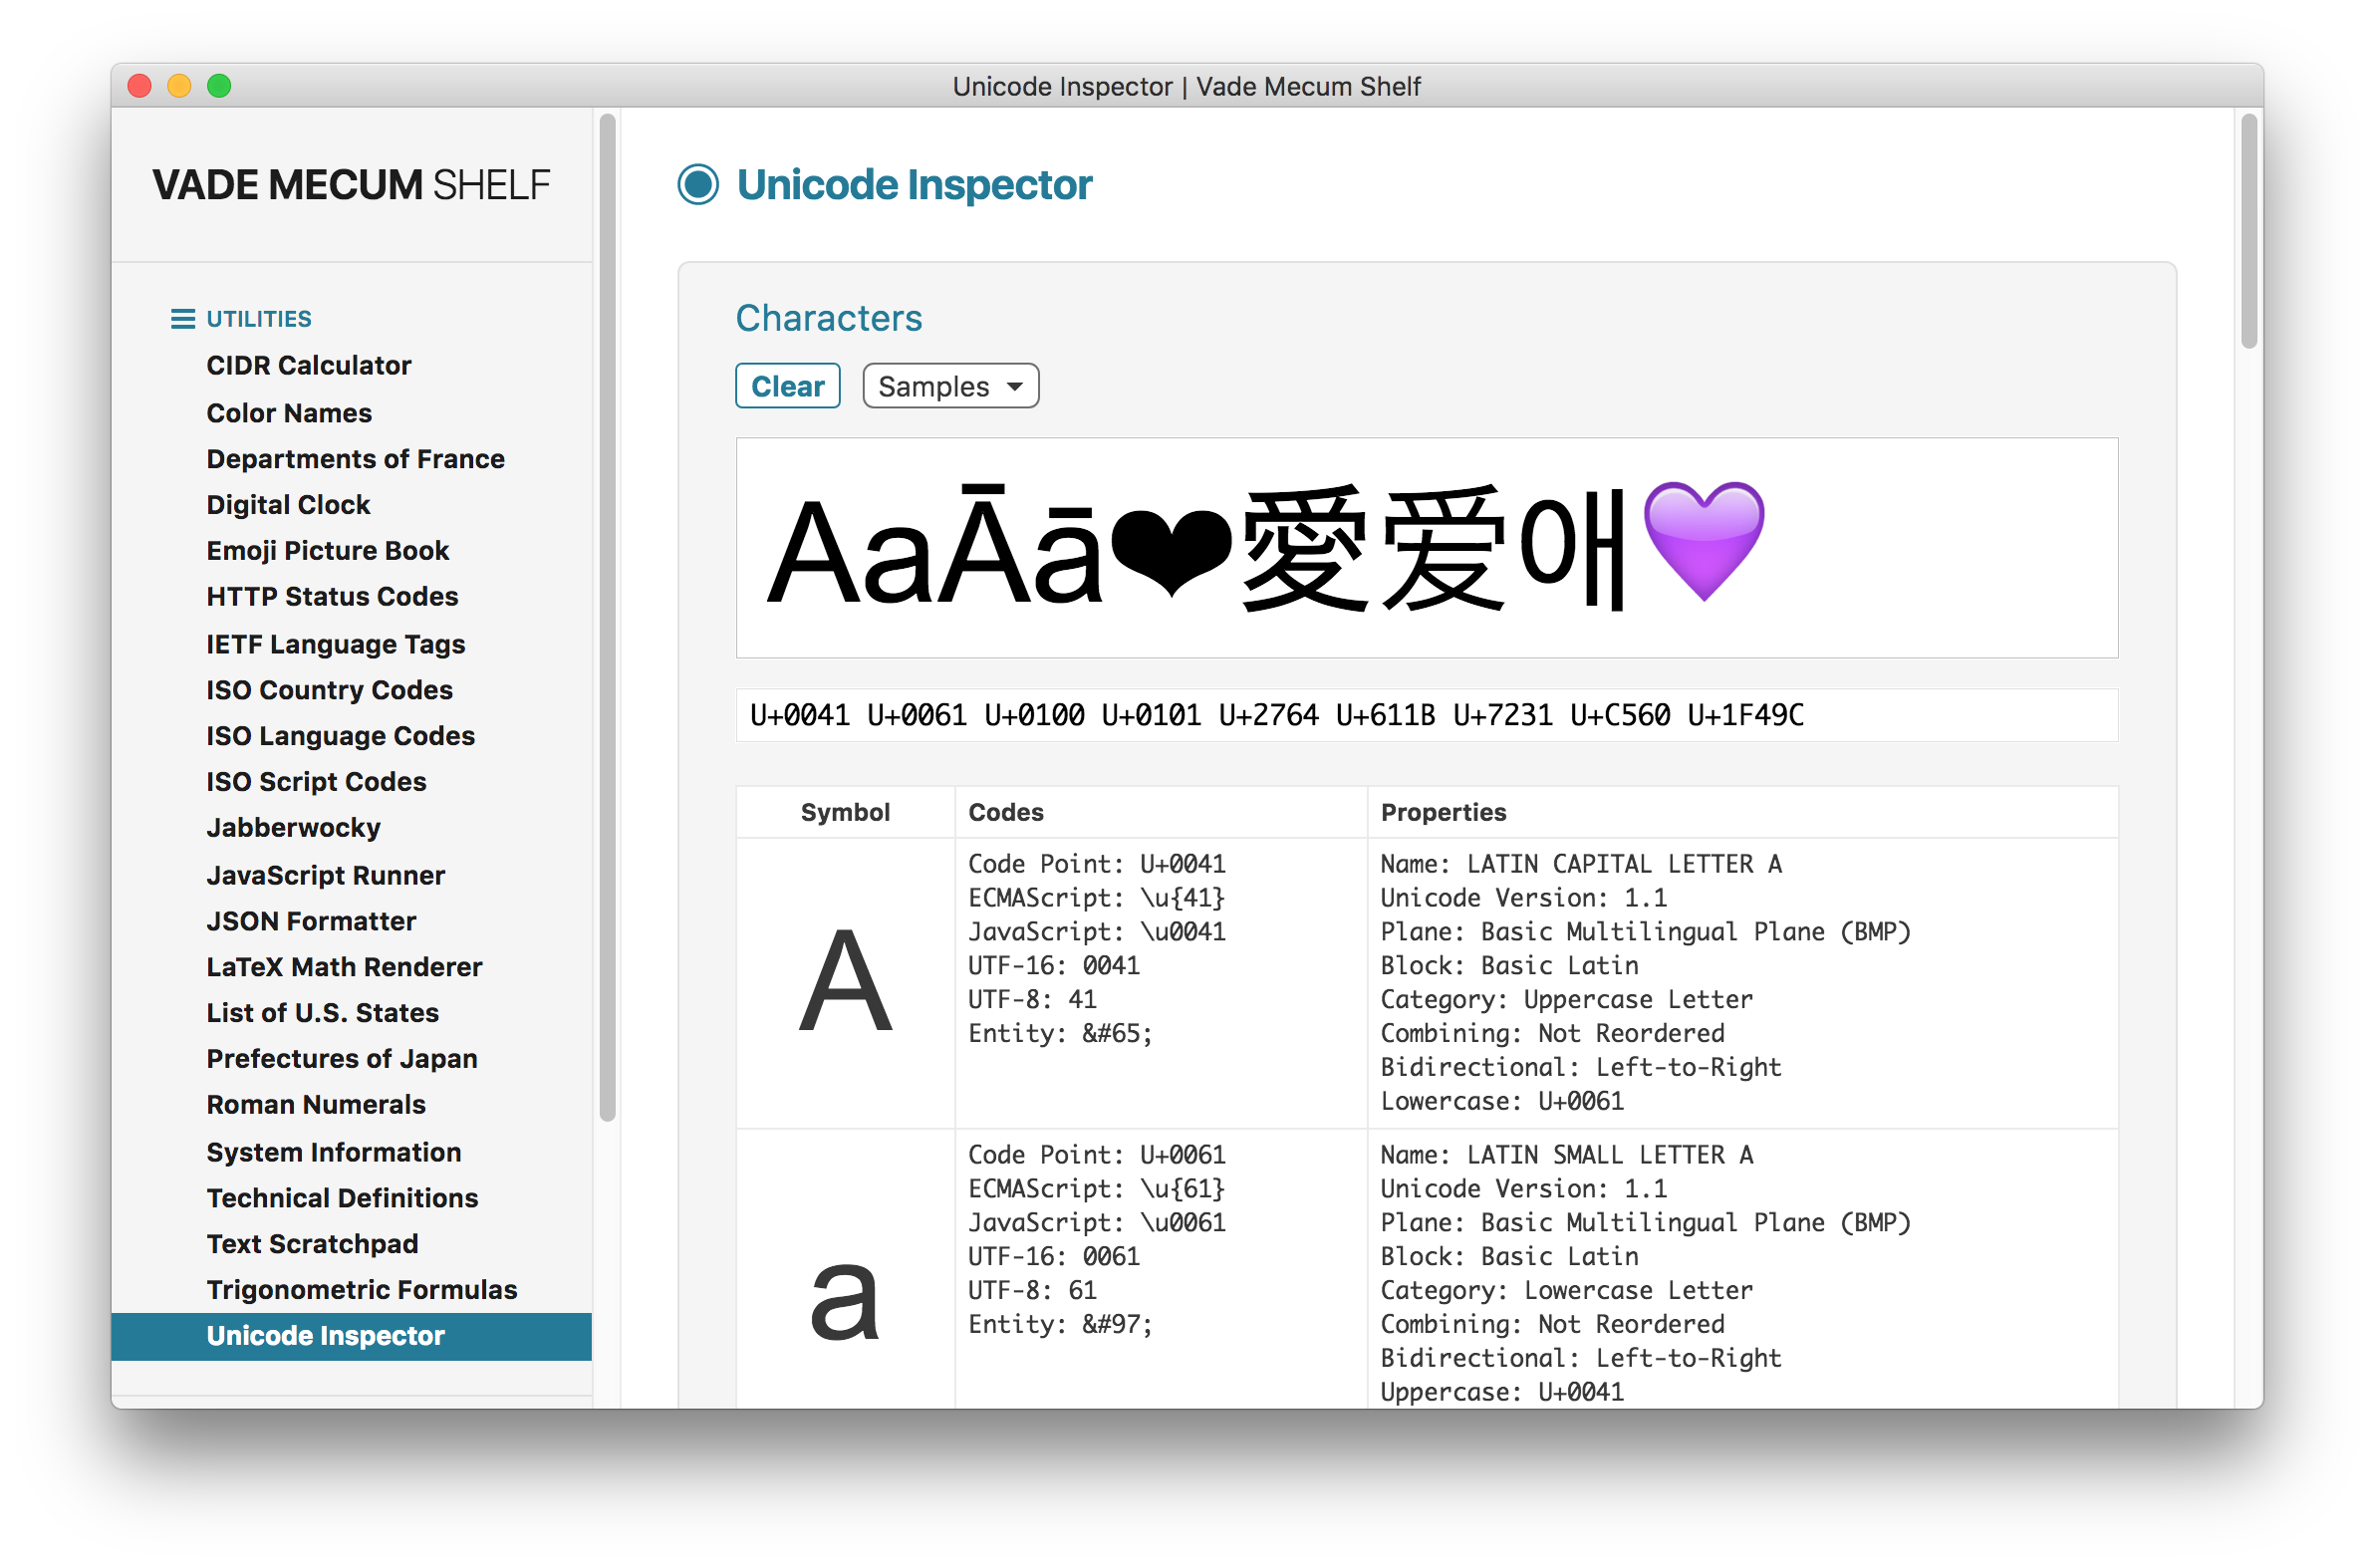 Unicode Inspector | Vade Mecum Shelf
VADE MECUM SHELF
UTILITIES
CIDR Calculator
Color Names
Departments of France
Digital Clock
Emoji Picture Book
HTTP Status Codes
IETF Language Tags
ISO Country Codes
ISO Language Codes
ISO Script Codes
Jabberwocky
JavaScript Runner
JSON Formatter
LaTeX Math Renderer
List of U.S. States
Prefectures of Japan
Roman Numerals
System Information
Technical Definitions
Text Scratchpad
Trigonometric Formulas
Unicode Inspector
Unicode Inspector
Characters
Clear Samples
AaĀā❤愛爱애💜
U+0041 U+0061 U+0100 U+0101 U+2764 U+611B U+7231 U+C560 U+1F49C
Symbol Codes Properties
A
Code Point: U+0041
ECMAScript: \u{41}
JavaScript: \u0041
UTF-16: 0041
UTF-8: 41
Entity: &#65;
Name: LATIN CAPITAL LETTER A
Unicode Version: 1.1
Plane: Basic Multilingual Plane (BMP)
Block: Basic Latin
Category: Uppercase Letter
Combining: Not Reordered
Bidirectional: Left-to-Right
Lowercase: U+0061
a
Code Point: U+0061
ECMAScript: \u{61}
JavaScript: \u0061
UTF-16: 0061
UTF-8: 61
Entity: &#97;
Name: LATIN SMALL LETTER A
Unicode Version: 1.1
Plane: Basic Multilingual Plane (BMP)
Block: Basic Latin
Category: Lowercase Letter
Combining: Not Reordered
Bidirectional: Left-to-Right
Uppercase: U+0041